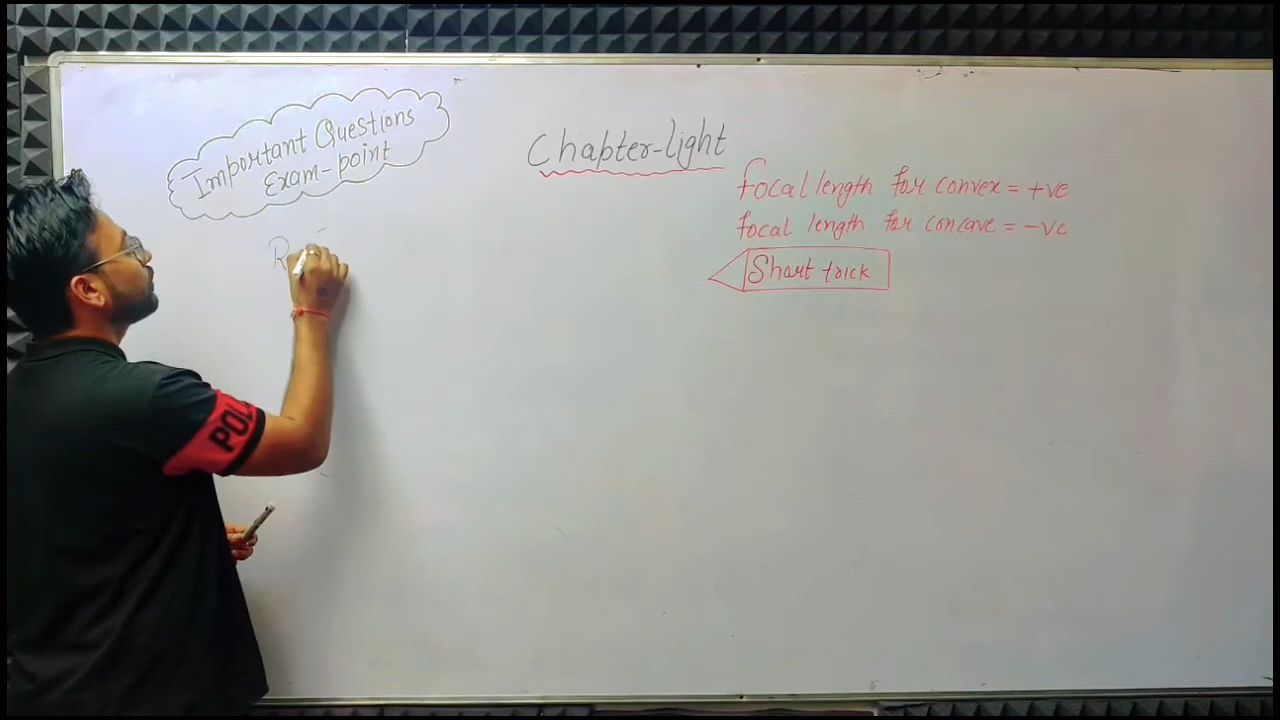 Important Questions
Exam-point
Chapter-light
focal length for convex = +ve
focal length for concave = -ve
Short trick
R